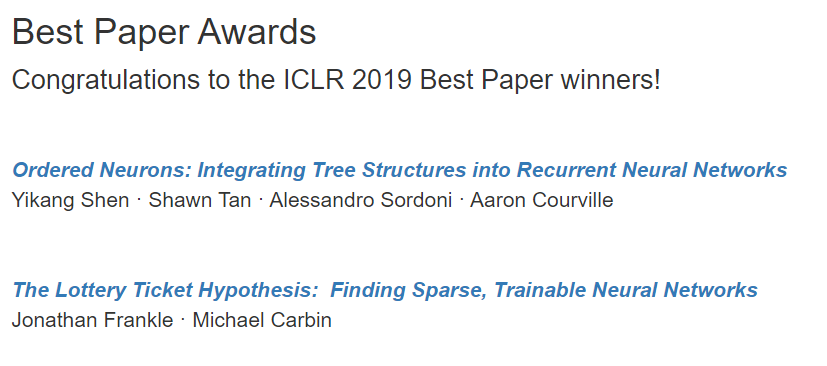 Best Paper Awards
Congratulations to the ICLR 2019 Best Paper winners!
Ordered Neurons: Integrating Tree Structures into Recurrent Neural Networks
Yikang Shen · Shawn Tan · Alessandro Sordoni · Aaron Courville
The Lottery Ticket Hypothesis:  Finding Sparse, Trainable Neural Networks
Jonathan Frankle · Michael Carbin